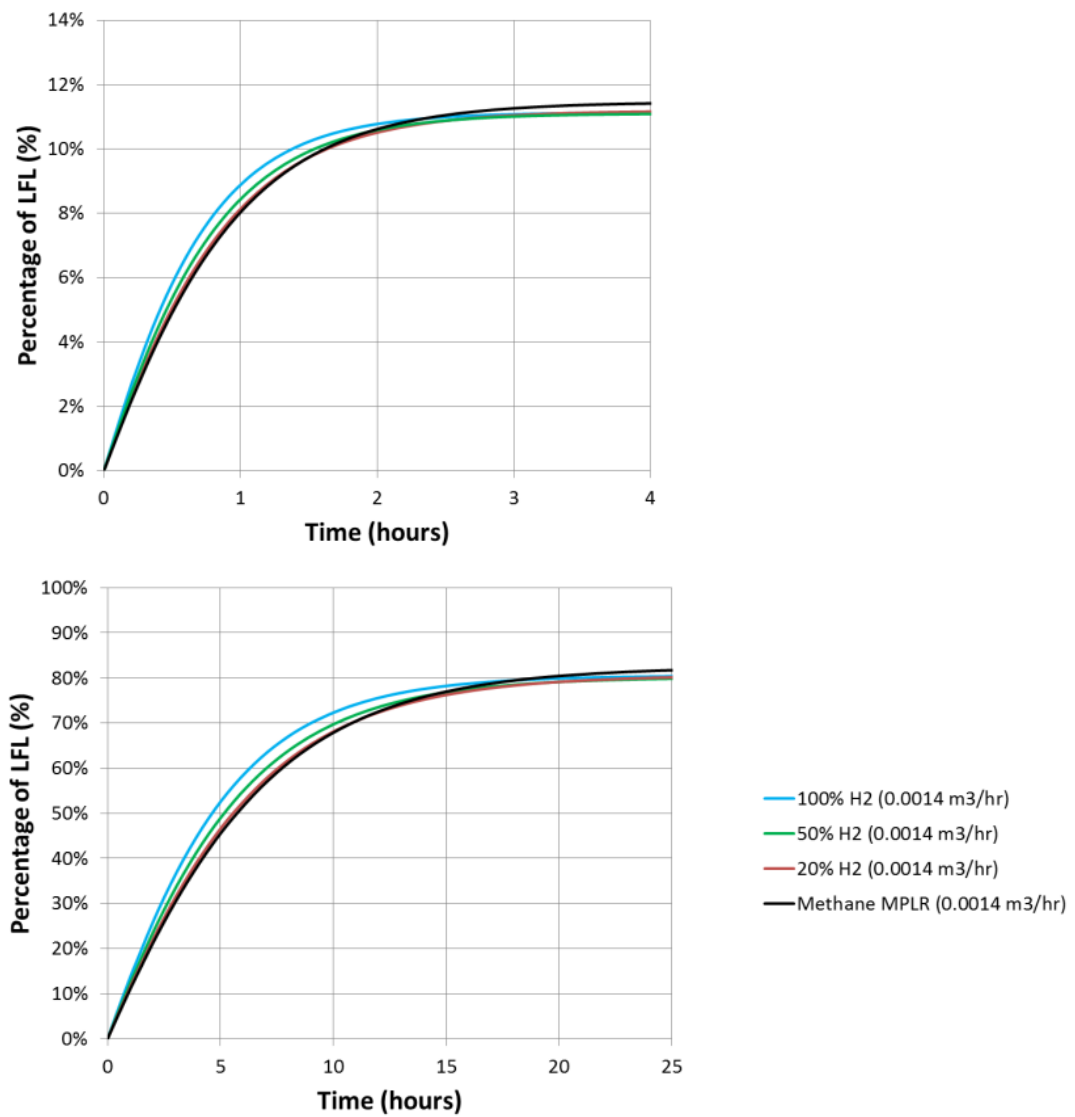 14%
12%
10%
8%
6%
4%
2%
0%
Percentage of LFL (%)
0 1 2 3 4
Time (hours)
100%
90%
80%
70%
60%
50%
40%
30%
20%
10%
0%
Percentage of LFL (%)
0 5 10 15 20 25
Time (hours)
100% H2 (0.0014 m3/hr)
50% H2 (0.0014 m3/hr)
20% H2 (0.0014 m3/hr)
Methane MPLR (0.0014 m3/hr)